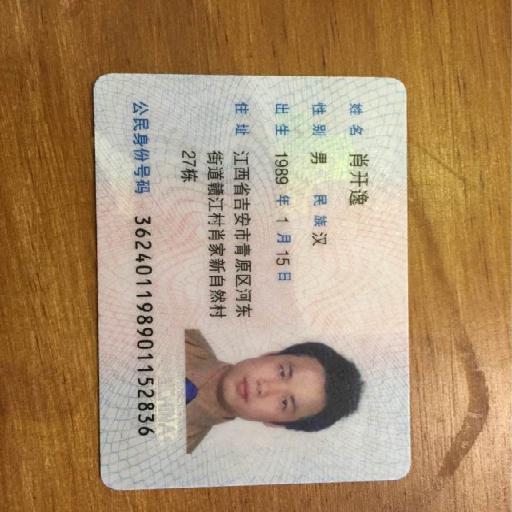 姓名 肖开逸
性别 男 民族 汉
出生 1989 年 1 月 15 日
住址 江西省吉安市青原区河东
街道赣江村肖家新自然村
27栋
公民身份号码 362401198901152836